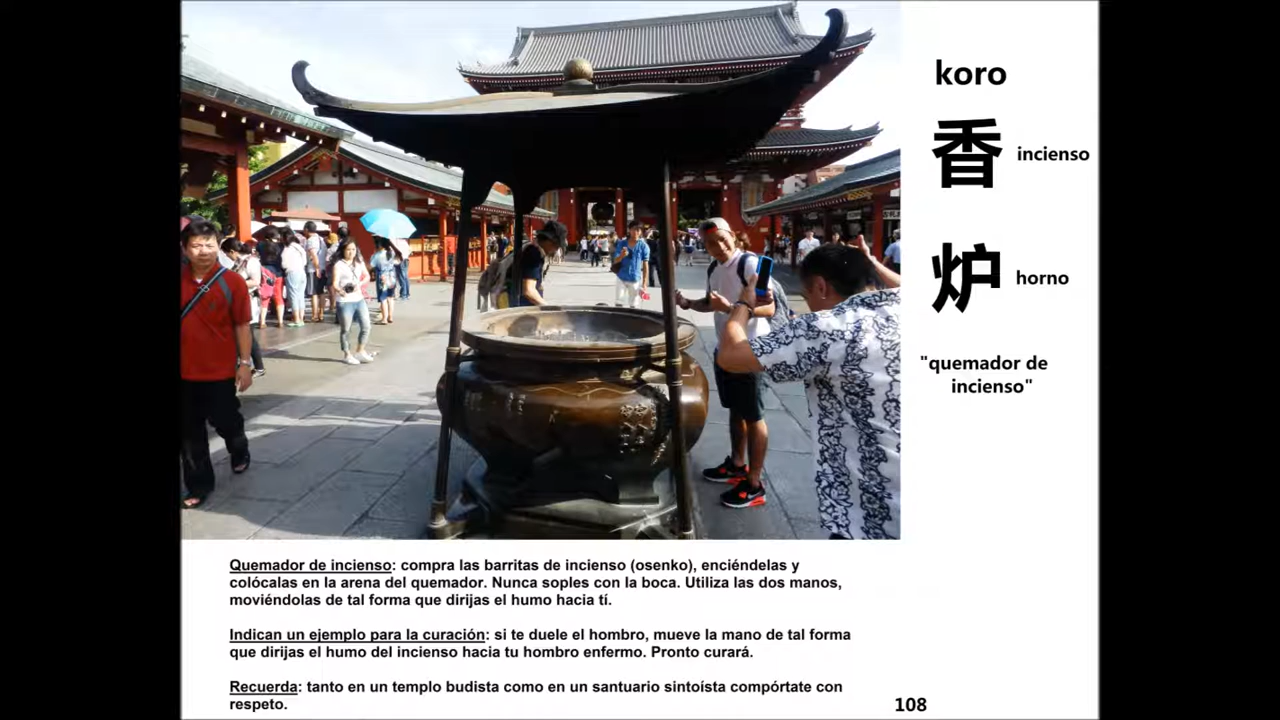 koro
香 incienso
炉 horno
"quemador de
incienso"
Quemador de incienso: compra las barritas de incienso (osenko), enciéndelas y
colócalas en la arena del quemador. Nunca soples con la boca. Utiliza las dos manos,
moviéndolas de tal forma que dirijas el humo hacia tí.
Indican un ejemplo para la curación: si te duele el hombro, mueve la mano de tal forma
que dirijas el humo del incienso hacia tu hombro enfermo. Pronto curará.
Recuerda: tanto en un templo budista como en un santuario sintoísta compórtate con
respeto.
108